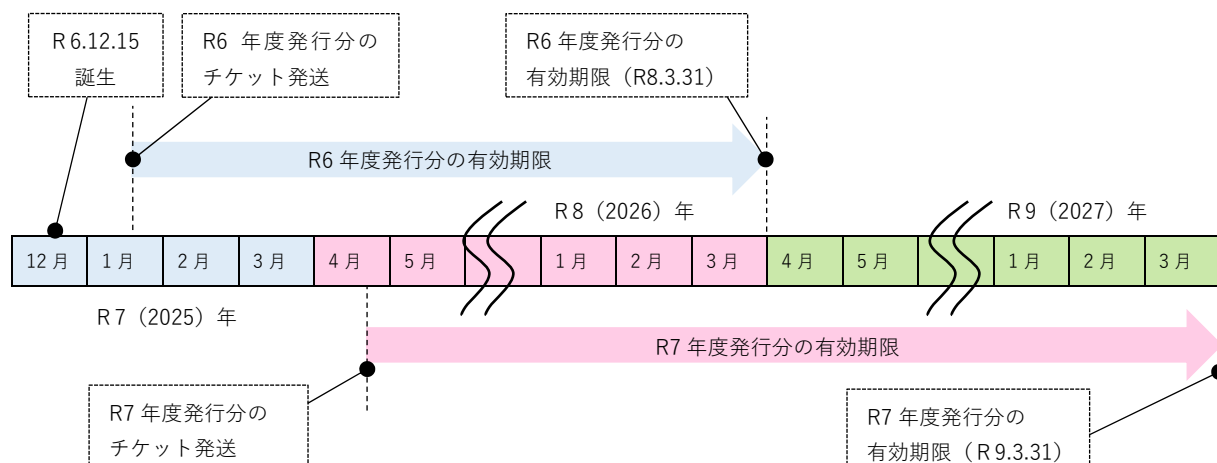 R 6.12.15
誕生
R6 年度発行分の
チケット発送
R6 年度発行分の
有効期限（R8.3.31）
R6 年度発行分の有効期限
R 8（2026）年
R 9（2027）年
12 月 1 月 2 月 3 月 4 月 5 月 1 月 2 月 3 月 4 月 5 月 1 月 2 月 3 月
R 7（2025）年
R7 年度発行分の有効期限
R7 年度発行分の
チケット発送
R7 年度発行分の
有効期限（R 9.3.31）